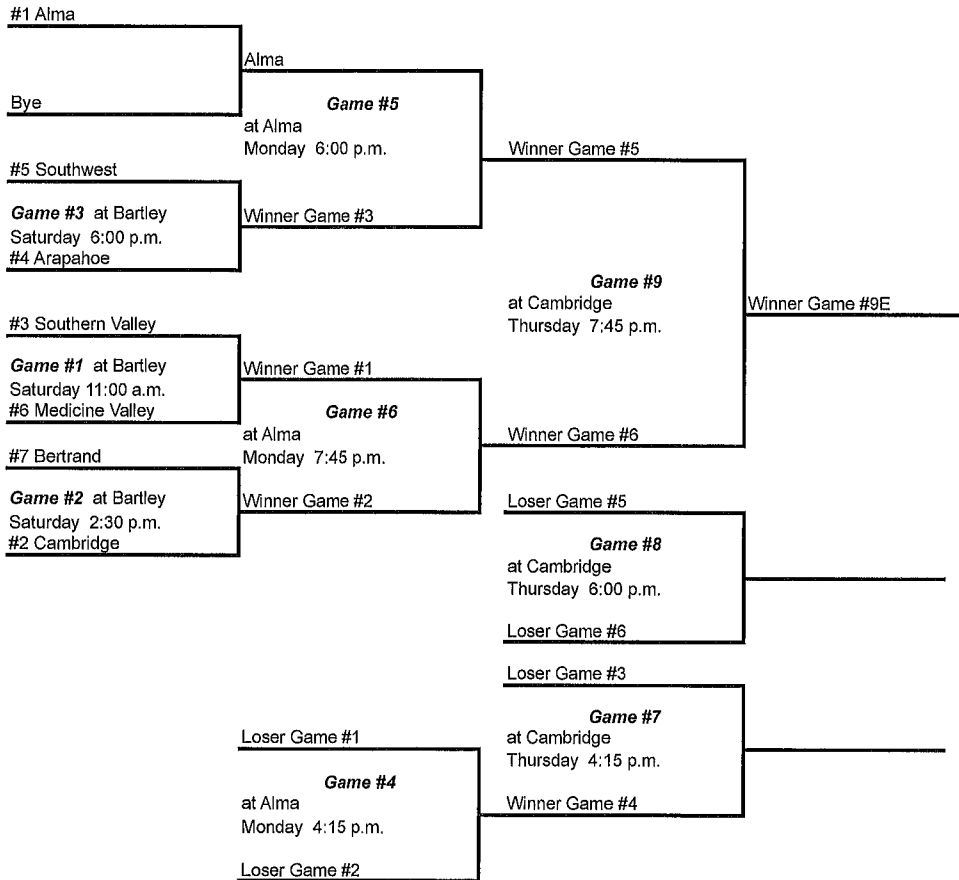 #1 Alma
Alma
Bye
Game #5
at Alma
Monday 6:00 p.m.
Winner Game #5
#5 Southwest
Game #3 at Bartley
Saturday 6:00 p.m.
#4 Arapahoe
Winner Game #3
Game #9
at Cambridge
Thursday 7:45 p.m.
Winner Game #9E
#3 Southern Valley
Game #1 at Bartley
Saturday 11:00 a.m.
#6 Medicine Valley
Winner Game #1
Game #6
at Alma
Monday 7:45 p.m.
Winner Game #6
#7 Bertrand
Game #2 at Bartley
Saturday 2:30 p.m.
#2 Cambridge
Winner Game #2
Loser Game #5
Game #8
at Cambridge
Thursday 6:00 p.m.
Loser Game #6
Loser Game #3
Game #7
at Cambridge
Thursday 4:15 p.m.
Winner Game #4
Loser Game #1
Game #4
at Alma
Monday 4:15 p.m.
Loser Game #2